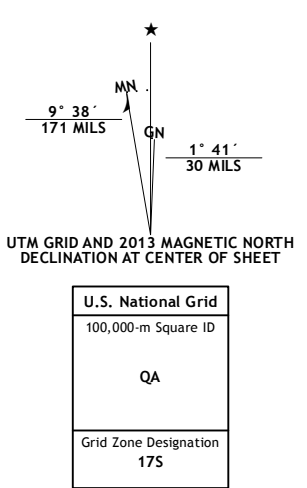 ★
MN
GN
9° 38´
171 MILS
1° 41´
30 MILS
UTM GRID AND 2013 MAGNETIC NORTH
DECLINATION AT CENTER OF SHEET
U.S. National Grid
100,000-m Square ID
QA
Grid Zone Designation
17S